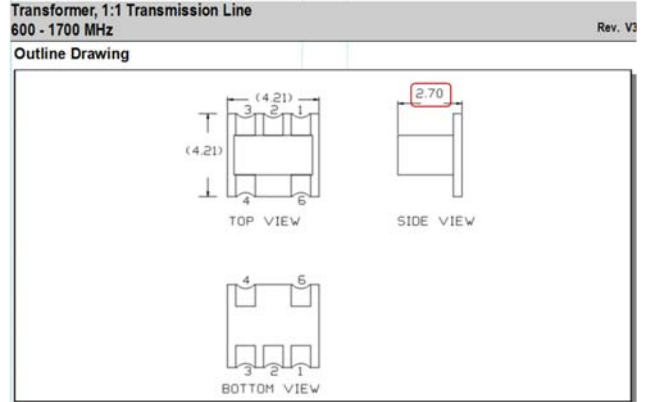 Transformer, 1:1 Transmission Line
600 - 1700 MHz
Rev. V3
Outline Drawing
(4.21)
3 2 1
(4.21)
4 6
TOP VIEW
2.70
SIDE VIEW
4 6
3 2 1
BOTTOM VIEW